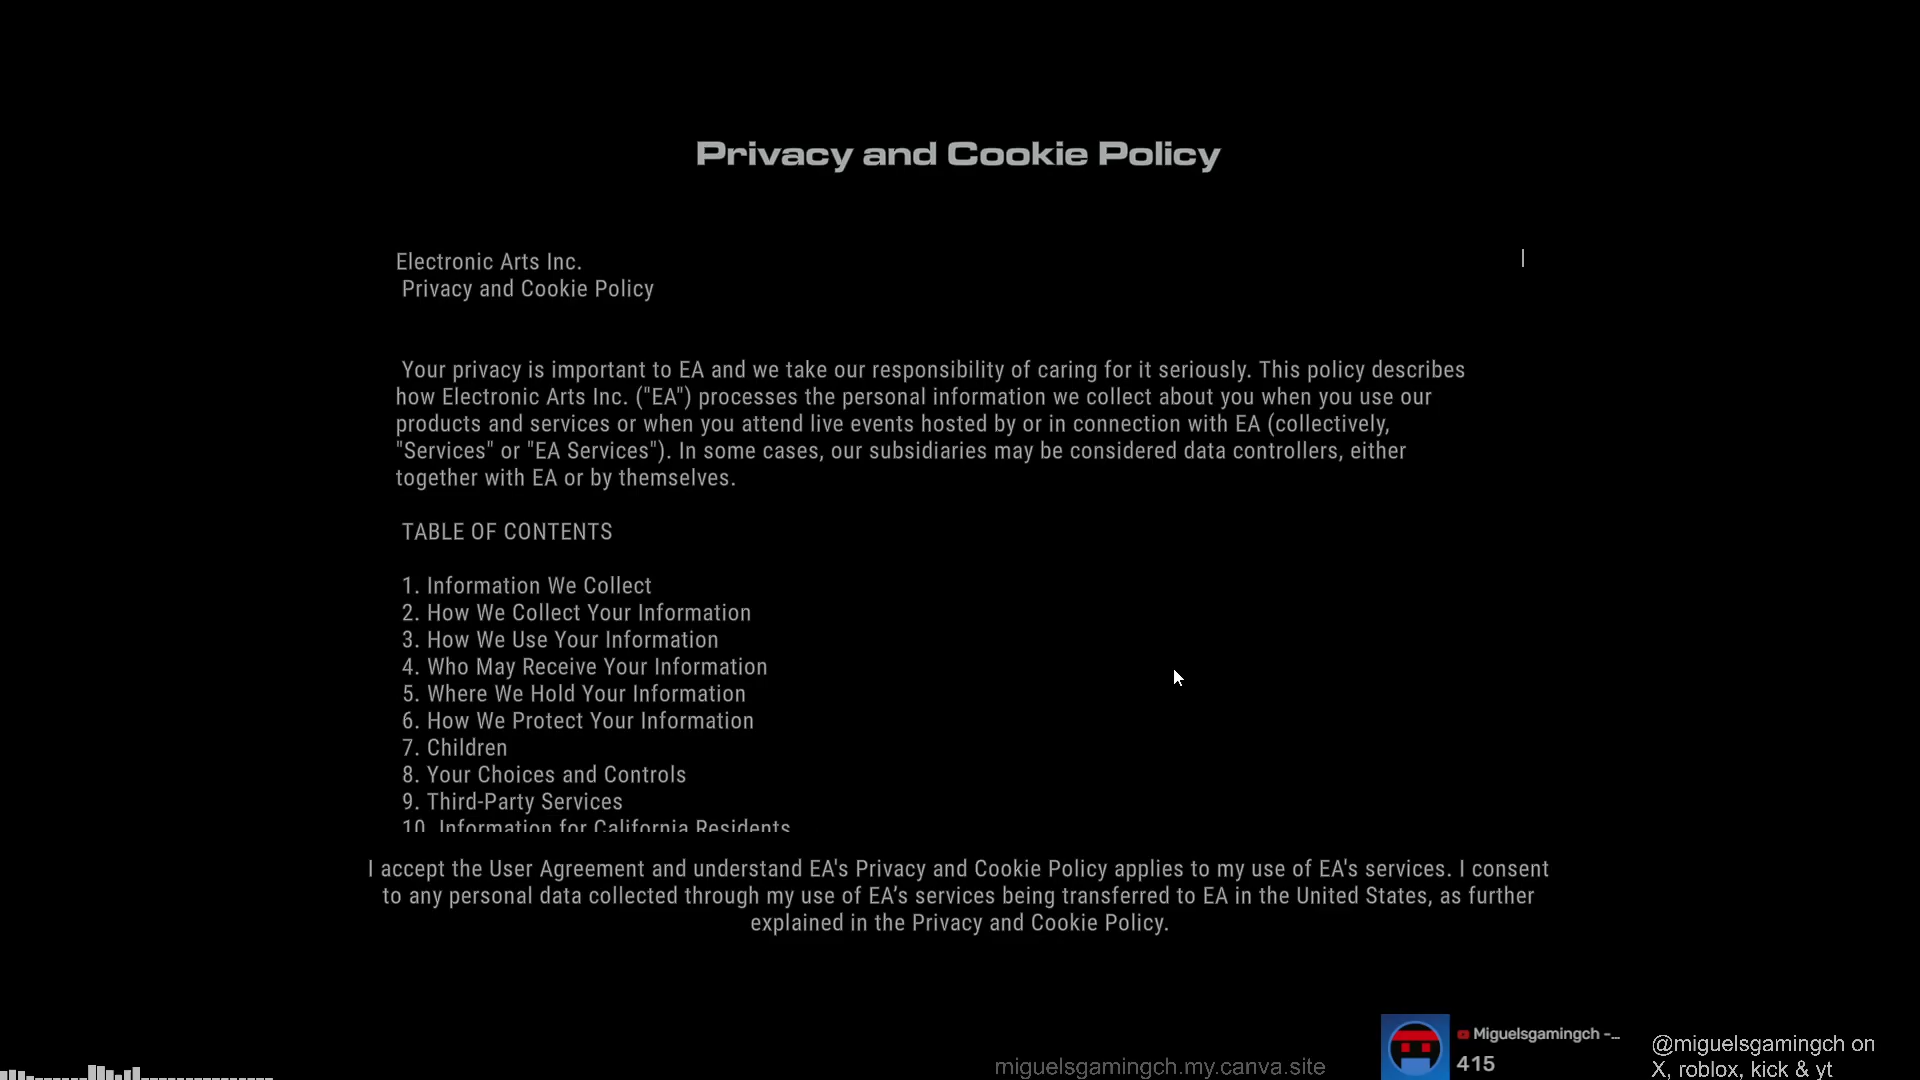 Privacy and Cookie Policy
Electronic Arts Inc.
Privacy and Cookie Policy
Your privacy is important to EA and we take our responsibility of caring for it seriously. This policy describes
how Electronic Arts Inc. ("EA") processes the personal information we collect about you when you use our
products and services or when you attend live events hosted by or in connection with EA (collectively,
"Services" or "EA Services"). In some cases, our subsidiaries may be considered data controllers, either
together with EA or by themselves.
TABLE OF CONTENTS
1. Information We Collect
2. How We Collect Your Information
3. How We Use Your Information
4. Who May Receive Your Information
5. Where We Hold Your Information
6. How We Protect Your Information
7. Children
8. Your Choices and Controls
9. Third-Party Services
10. Information for California Residents
I accept the User Agreement and understand EA's Privacy and Cookie Policy applies to my use of EA's services. I consent
to any personal data collected through my use of EA’s services being transferred to EA in the United States, as further
explained in the Privacy and Cookie Policy.
miguelsgamingch.my.canva.site
Miguelsgamingch -...
415
@miguelsgamingch on
X, roblox, kick & yt